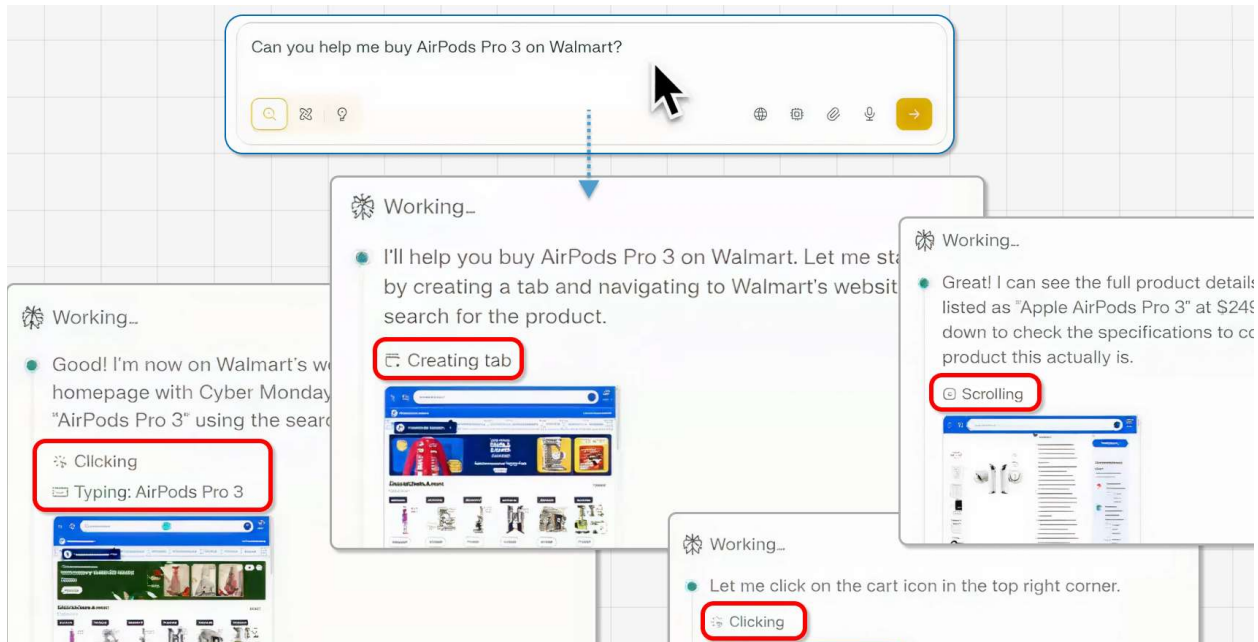 Can you help me buy AirPods Pro 3 on Walmart?
Working…
I'll help you buy AirPods Pro 3 on Walmart. Let me sta
by creating a tab and navigating to Walmart's websit
search for the product.
Creating tab
Working…
Great! I can see the full product details
listed as "Apple AirPods Pro 3" at $249
down to check the specifications to co
product this actually is.
Scrolling
Working…
Good! I'm now on Walmart's we
homepage with Cyber Monday
"AirPods Pro 3" using the searc
Clicking
Typing: AirPods Pro 3
Working…
Let me click on the cart icon in the top right corner.
Clicking